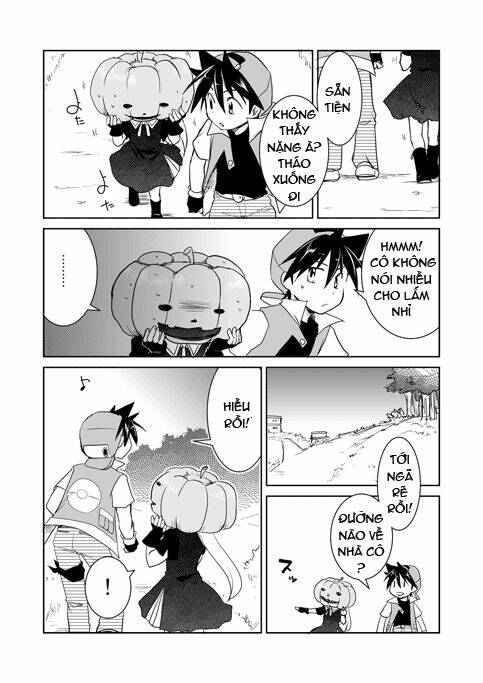 SẴN
TIỆN
KHÔNG
THẤY
NẶNG À?
THÁO
XUỐNG
ĐI
よた
よた
HMMM!
CÔ KHÔNG
NÓI NHIỀU
CHO LẮM
NHỈ
........
TỚI
NGÃ
RẼ
RỒI!
ĐƯỜNG
NÀO VỀ
NHÀ CÔ
?
スッ
HIỂU
RỒI!
♪
!